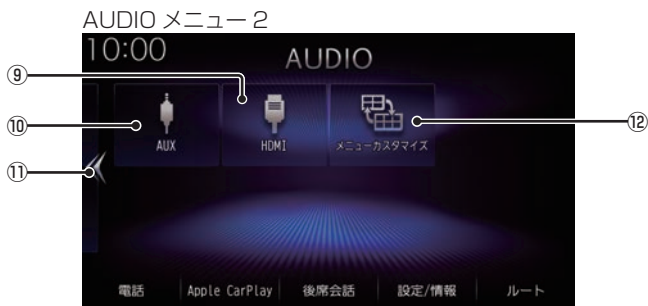 AUDIO メニュー 2
10:00 AUDIO
⑨
⑩
⑪
⑫
AUX HDMI メニューカスタマイズ
電話 Apple CarPlay 後席会話 設定/情報 ルート